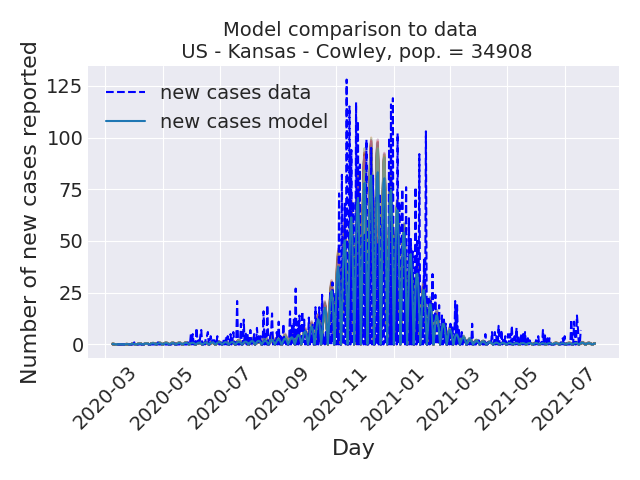 Model comparison to data
US - Kansas - Cowley, pop. = 34908
Number of new cases reported
125
100
75
50
25
0
new cases data
new cases model
2020-03
2020-05
2020-07
2020-09
2020-11
2021-01
2021-03
2021-05
2021-07
Day